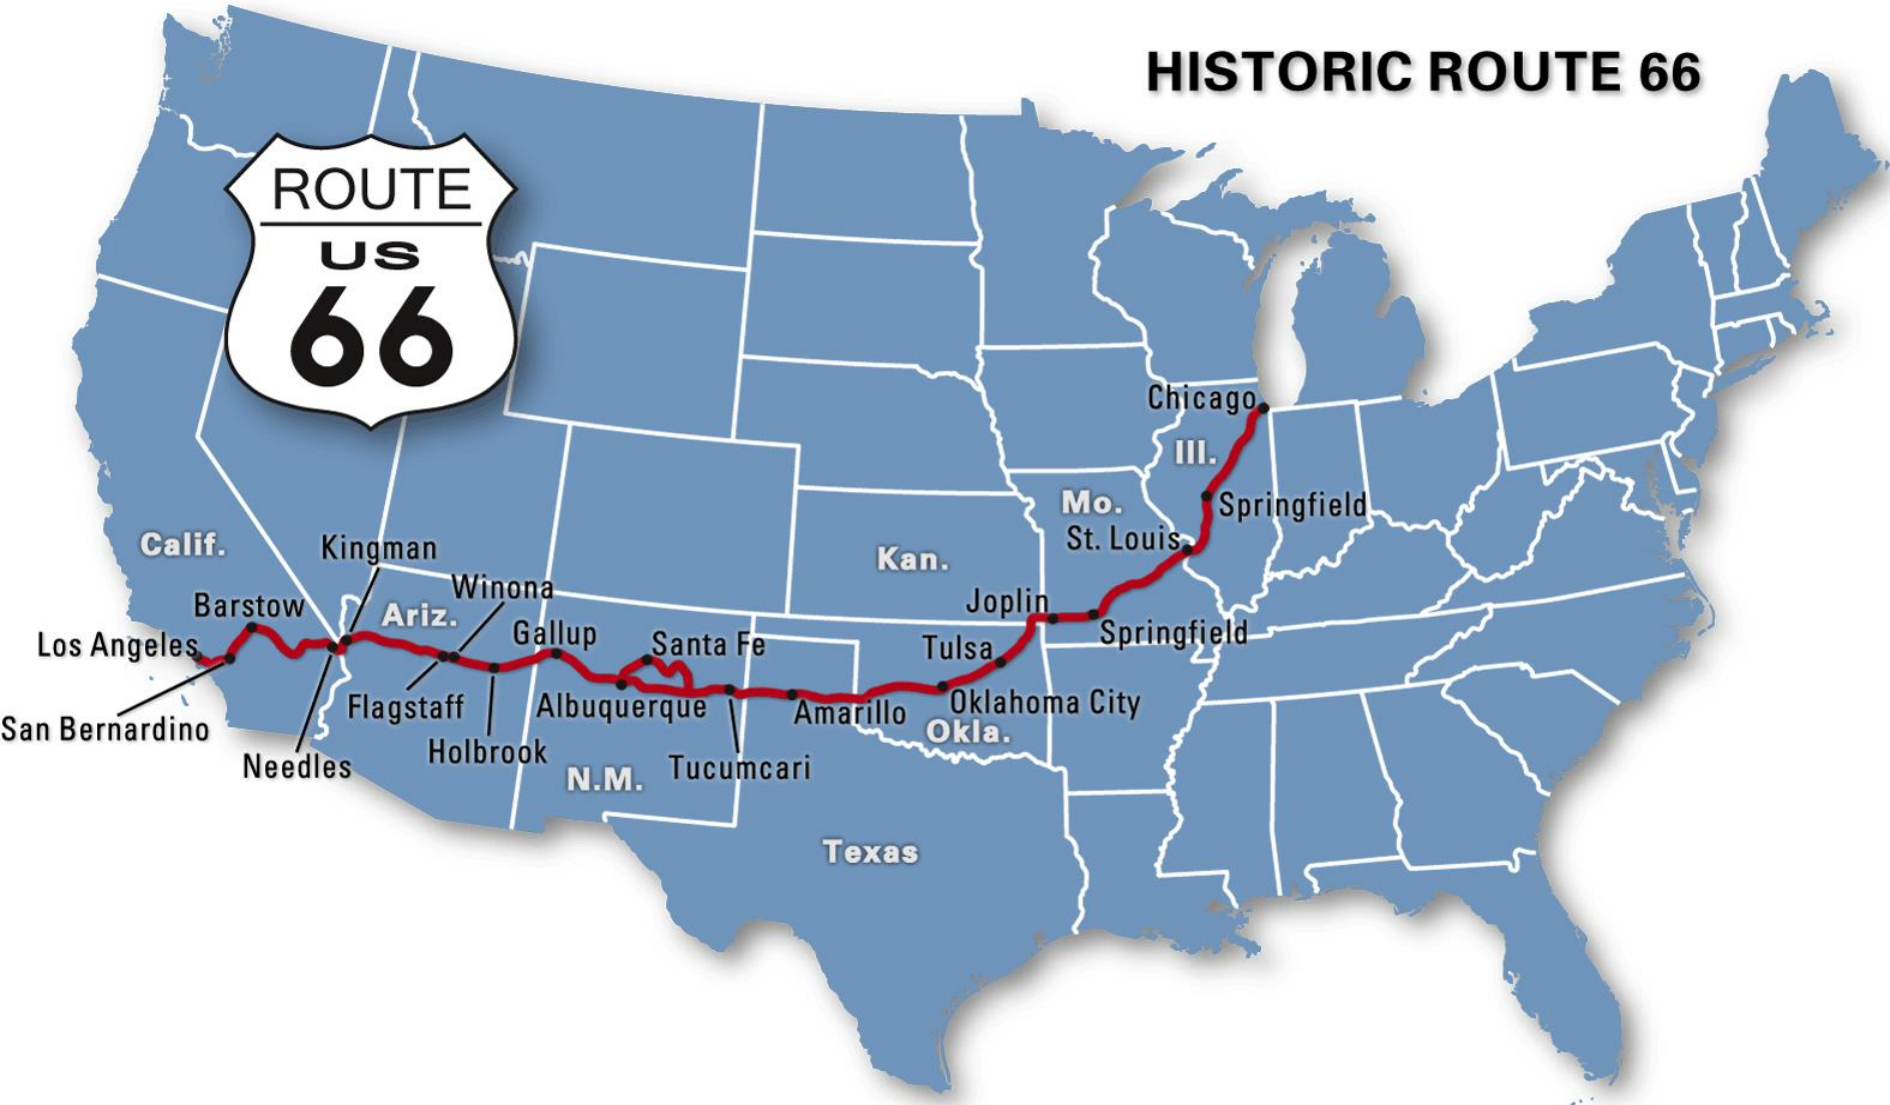 HISTORIC ROUTE 66
ROUTE
US
66
Chicago
Ill.
Springfield
Mo.
St. Louis
Calif.
Kingman
Kan.
Winona
Joplin
Barstow
Ariz.
Gallup
Santa Fe
Springfield
Los Angeles
Tulsa
San Bernardino
Flagstaff
Albuquerque
Amarillo
Oklahoma City
Okla.
Holbrook
Needles
N.M.
Tucumcari
Texas